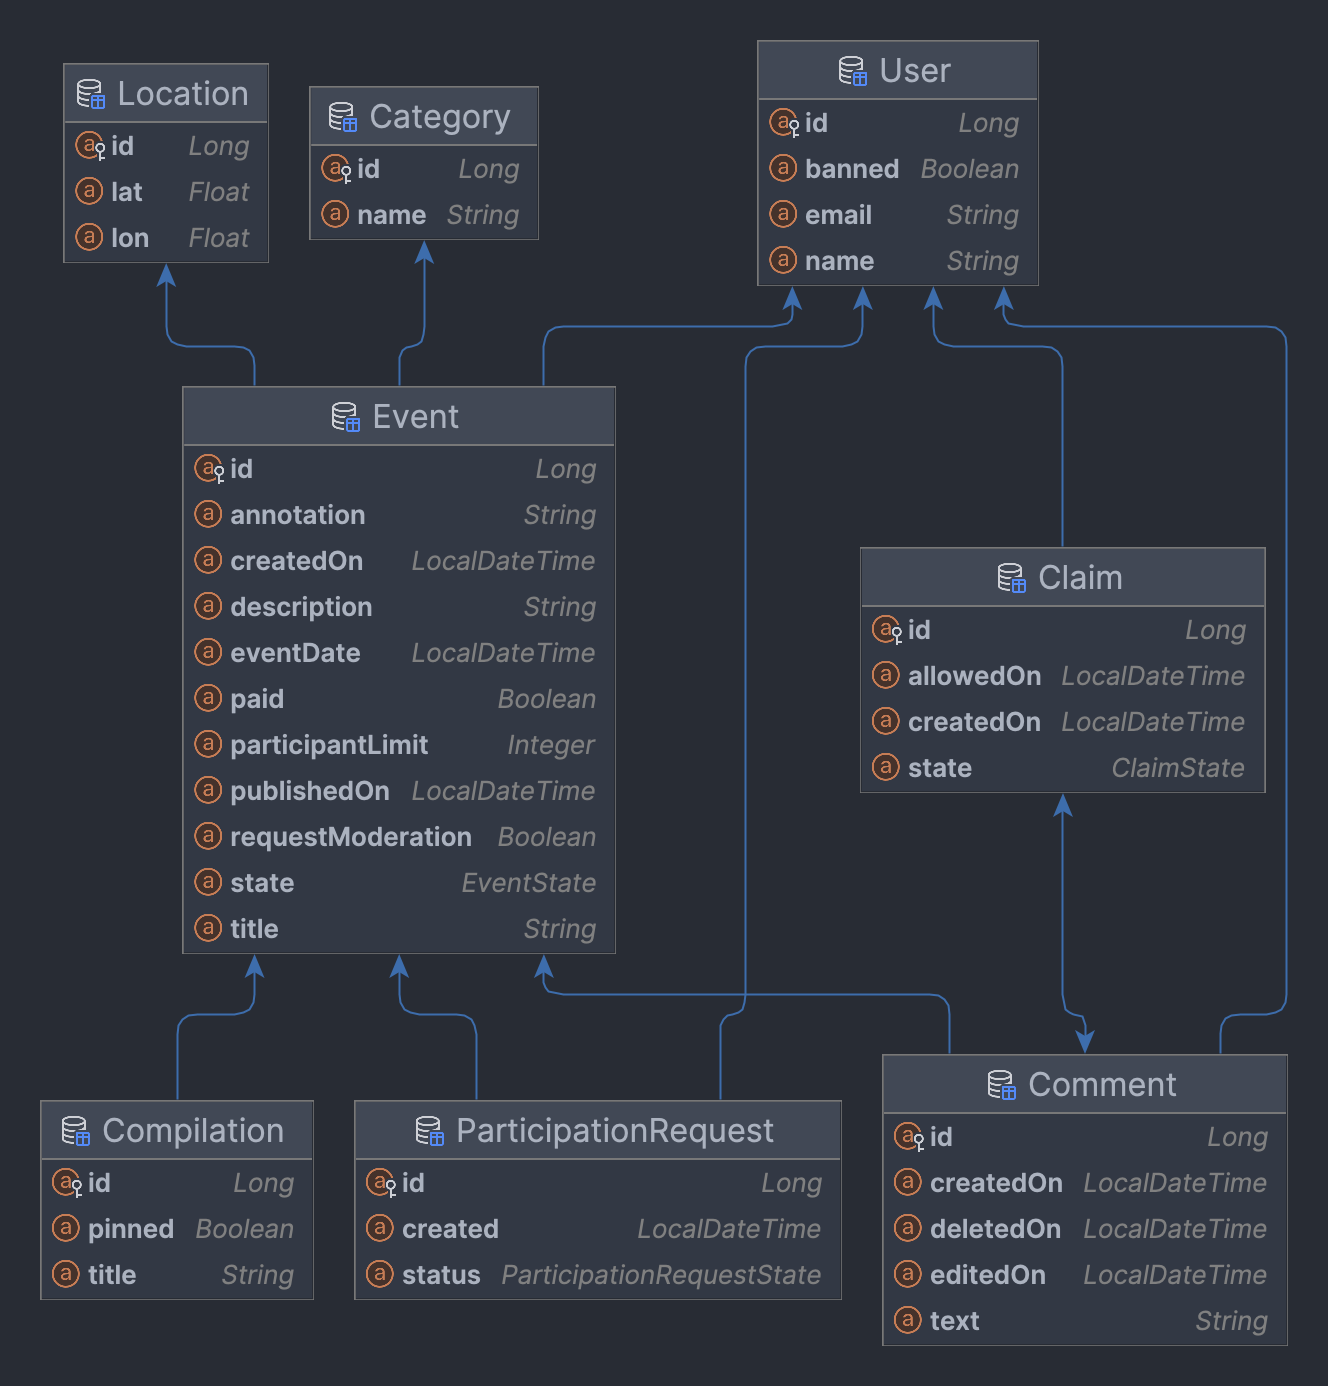 Location
id Long
lat Float
lon Float
Category
id Long
name String
User
id Long
banned Boolean
email String
name String
Event
id Long
annotation String
createdOn LocalDateTime
description String
eventDate LocalDateTime
paid Boolean
participantLimit Integer
publishedOn LocalDateTime
requestModeration Boolean
state EventState
title String
Claim
id Long
allowedOn LocalDateTime
createdOn LocalDateTime
state ClaimState
Compilation
id Long
pinned Boolean
title String
ParticipationRequest
id Long
created LocalDateTime
status ParticipationRequestState
Comment
id Long
createdOn LocalDateTime
deletedOn LocalDateTime
editedOn LocalDateTime
text String